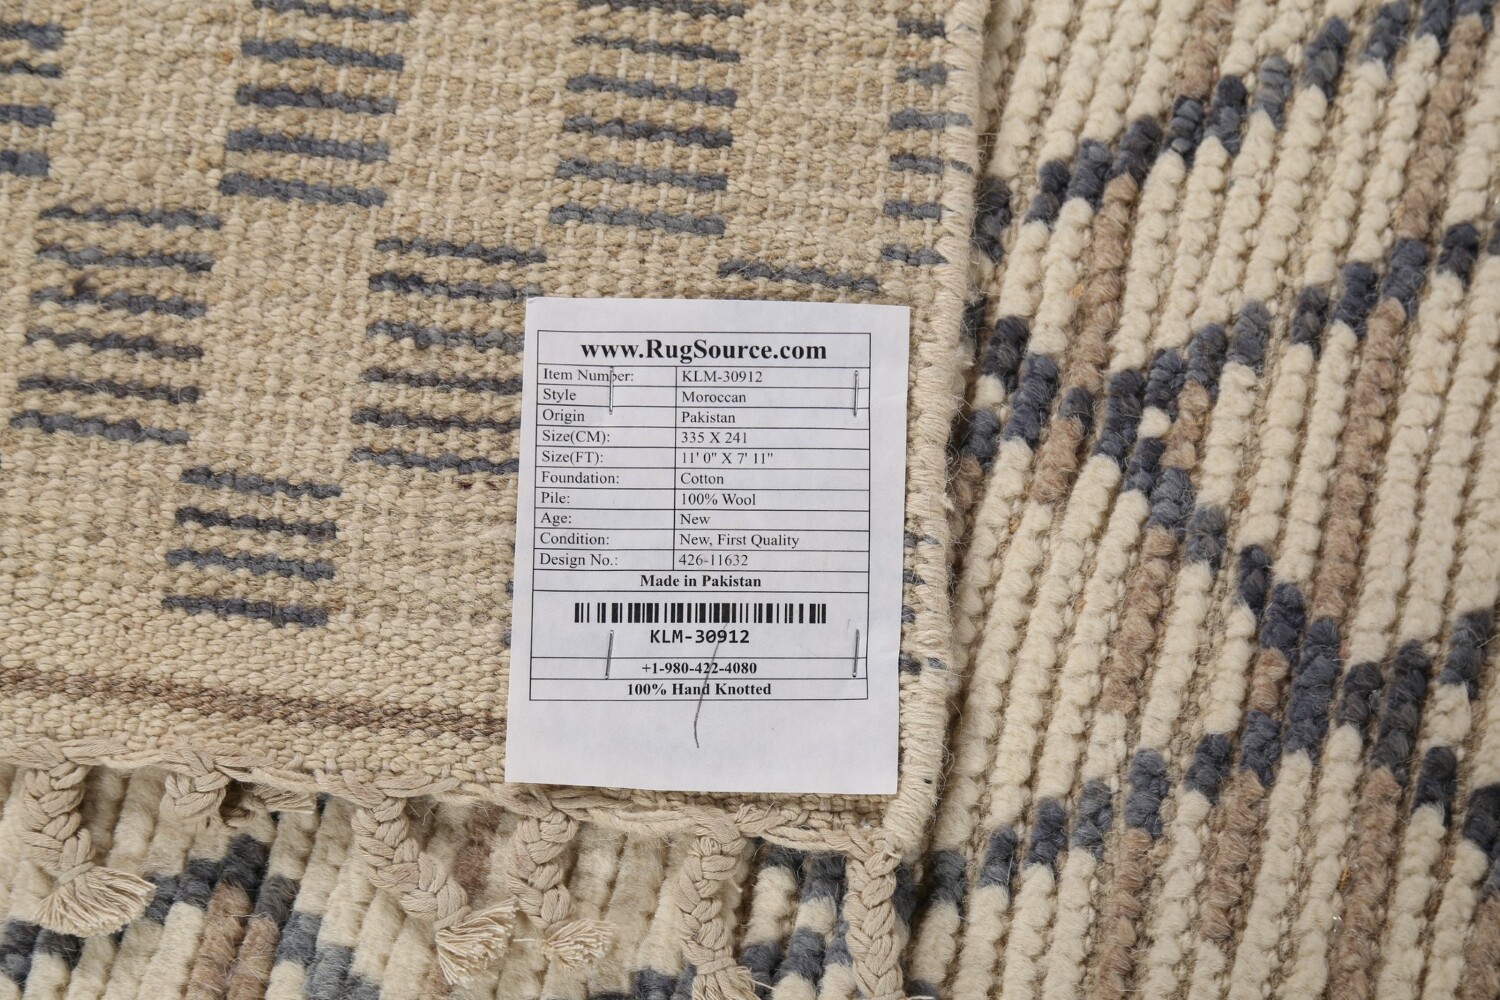 www.RugSource.com
Item Number: KLM-30912
Style Moroccan
Origin Pakistan
Size(CM): 335 X 241
Size(FT): 11' 0" X 7' 11"
Foundation: Cotton
Pile: 100% Wool
Age: New
Condition: New, First Quality
Design No.: 426-11632
Made in Pakistan
KLM-30912
+1-980-422-4080
100% Hand Knotted